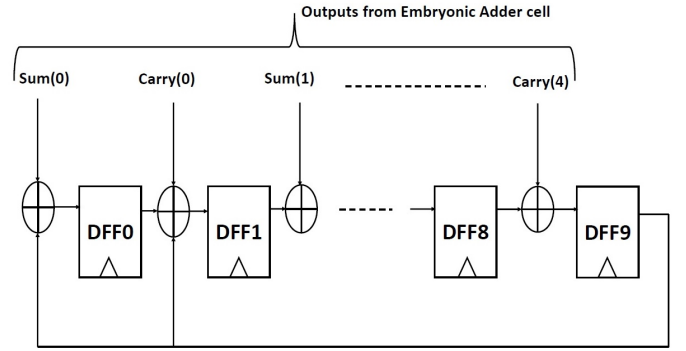 Outputs from Embryonic Adder cell
Sum(0) Carry(0) Sum(1) Carry(4)
DFF0 DFF1 DFF8 DFF9